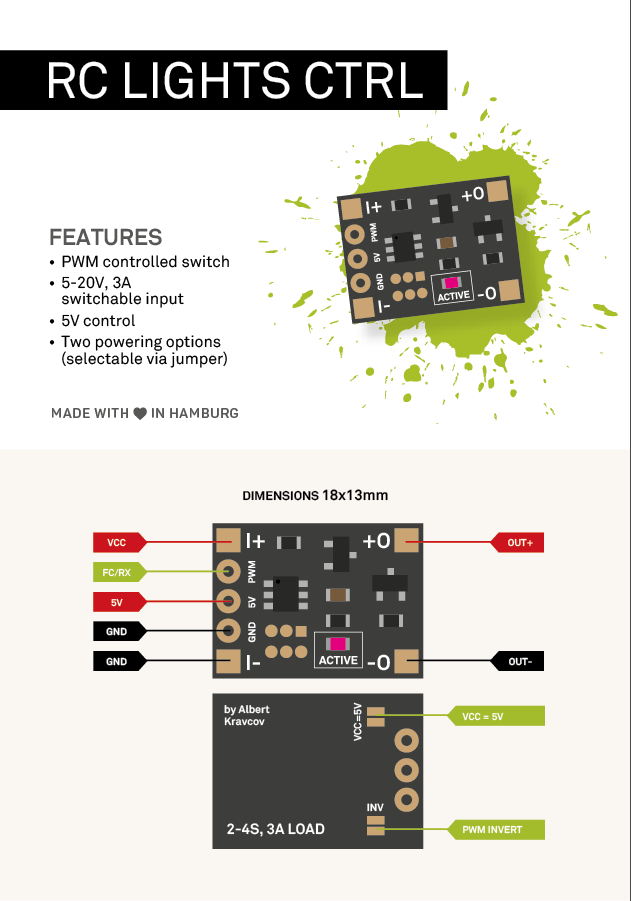 RC LIGHTS CTRL
FEATURES
• PWM controlled switch
• 5-20V, 3A
switchable input
• 5V control
• Two powering options
(selectable via jumper)
MADE WITH ♥ IN HAMBURG
I+
PWM
5V
GND
I-
+O
-O
ACTIVE
DIMENSIONS 18x13mm
VCC
FC/RX
5V
GND
GND
I+
PWM
5V
GND
I-
+O
-O
ACTIVE
OUT+
OUT-
by Albert
Kravcov
VCC=5V
VCC = 5V
INV
2-4S, 3A LOAD
PWM INVERT